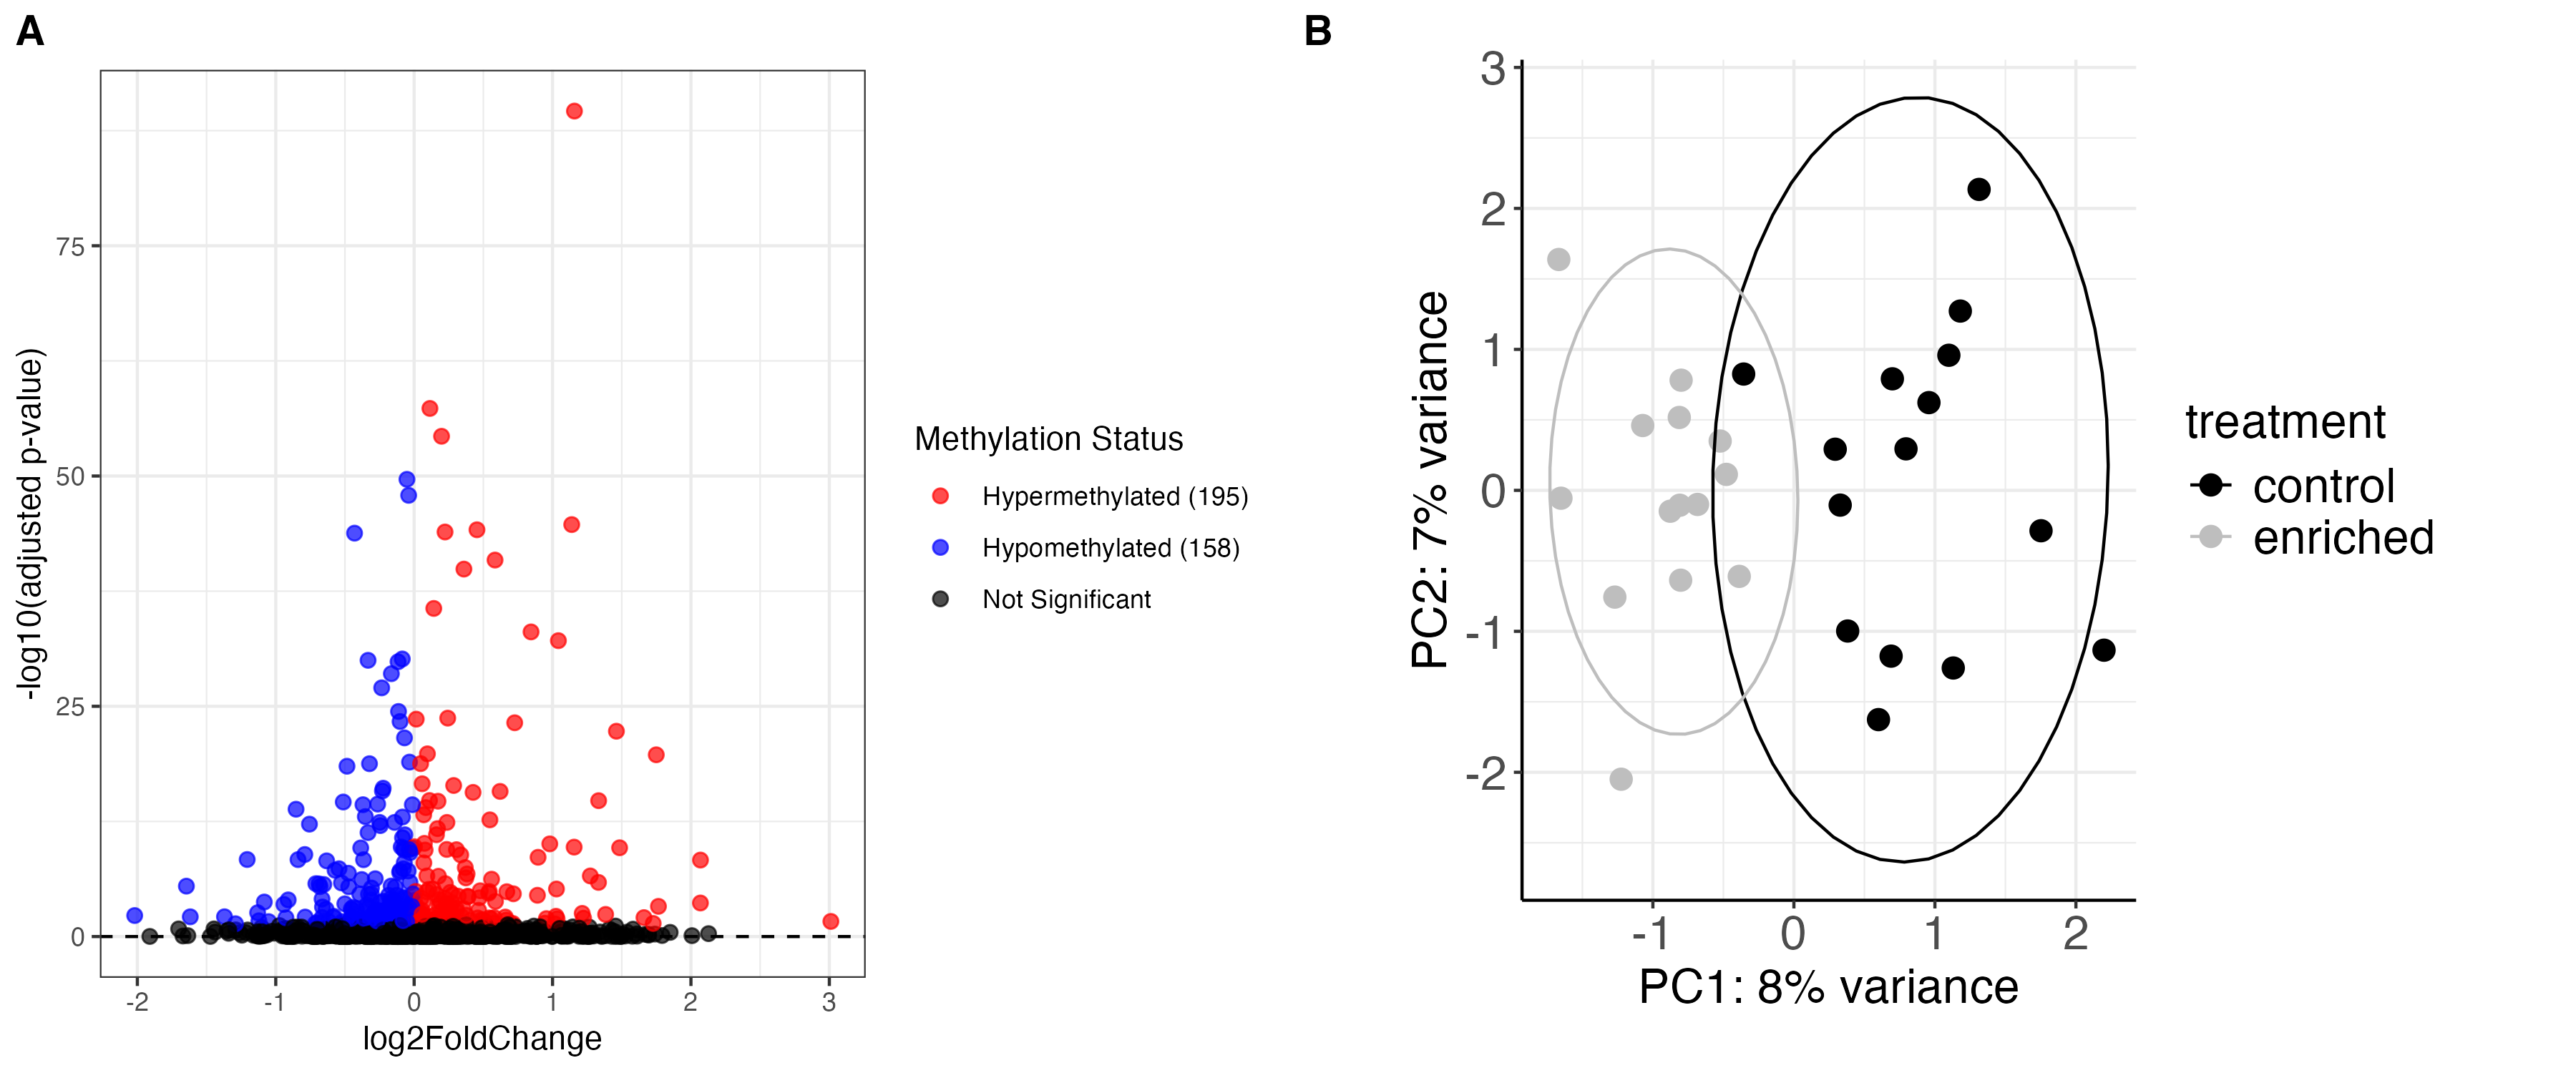 A
-log10(adjusted p-value)
75
50
25
0
-2 -1 0 1 2 3
log2FoldChange
Methylation Status
Hypermethylated (195)
Hypomethylated (158)
Not Significant
B
PC2: 7% variance
3
2
1
0
-1
-2
-1 0 1 2
PC1: 8% variance
treatment
control
enriched